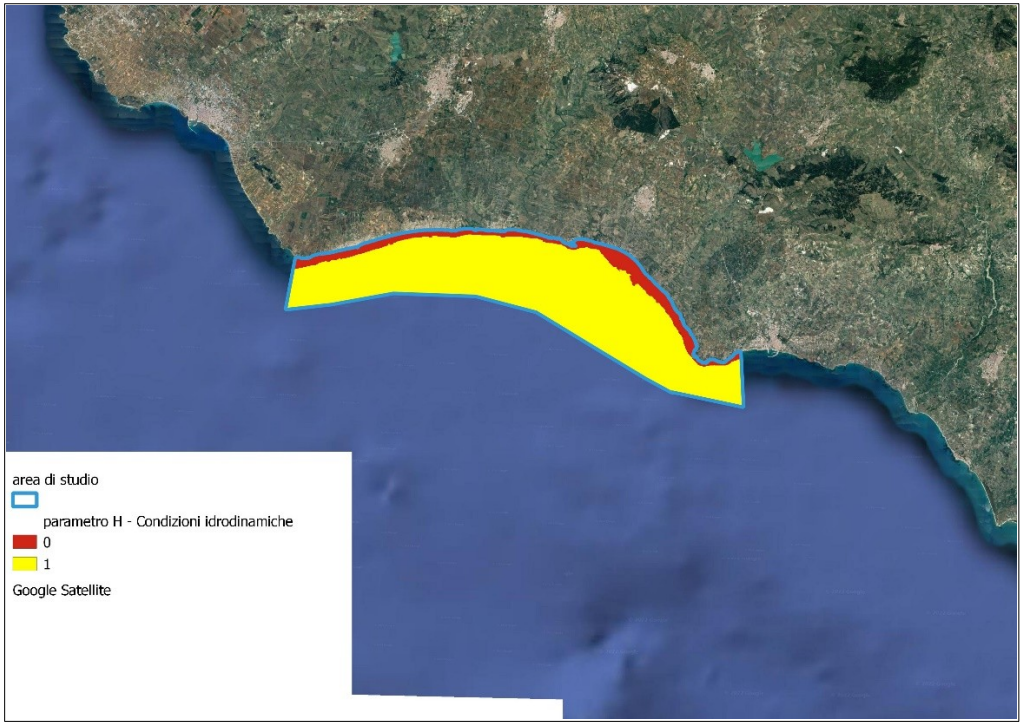 area di studio
parametro H - Condizioni idrodinamiche
0
1
Google Satellite